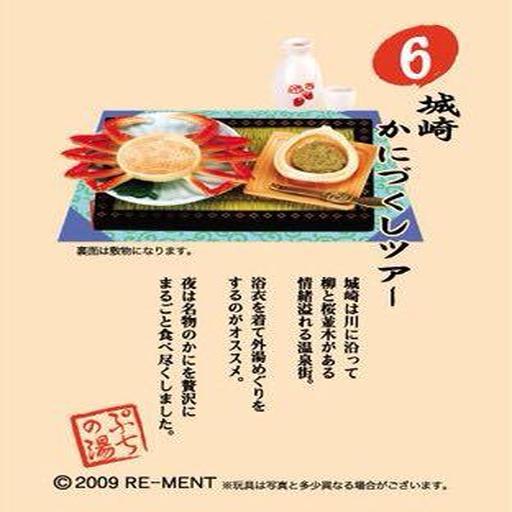 6
城崎
かにづくしツアー
裏面は敷物になります。
城崎は川に沿って
柳と桜並木がある
情緒溢れる温泉街。
浴衣を着て外湯めぐりを
するのがオススメ。
夜は名物のかにを贅沢に
まるごと食べ尽くしました。
ぷち
の湯
©2009 RE-MENT ※玩具は写真と多少異なる場合がございます。